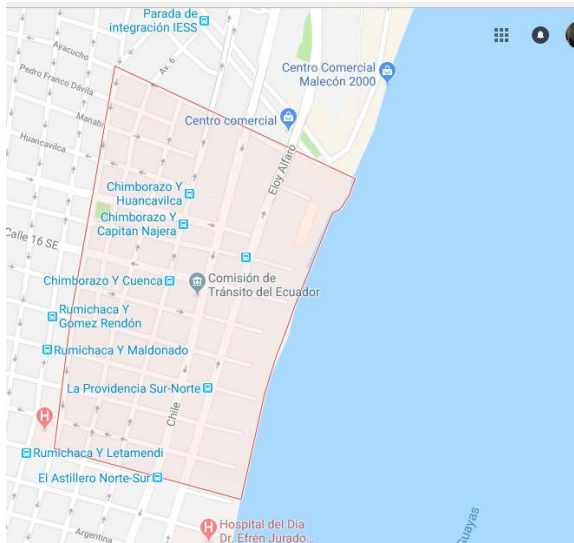 Parada de
integración IESS
Ayacucho
Av. 6
Pedro Franco Dávila
Centro Comercial
Malecón 2000
Manabí
Centro comercial
Huancavilca
Eloy Alfaro
Chimborazo Y
Huancavilca
Chimborazo Y
Capitan Najera
Calle 16 SE
Comisión de
Tránsito del Ecuador
Chimborazo Y Cuenca
Rumichaca Y
Gomez Rendón
Rumichaca Y Maldonado
La Providencia Sur-Norte
Chile
H
Rumichaca Y Letamendi
El Astillero Norte-Sur
Guayas
H
Hospital del Dia
Dr. Efrén Jurado...
Argentina